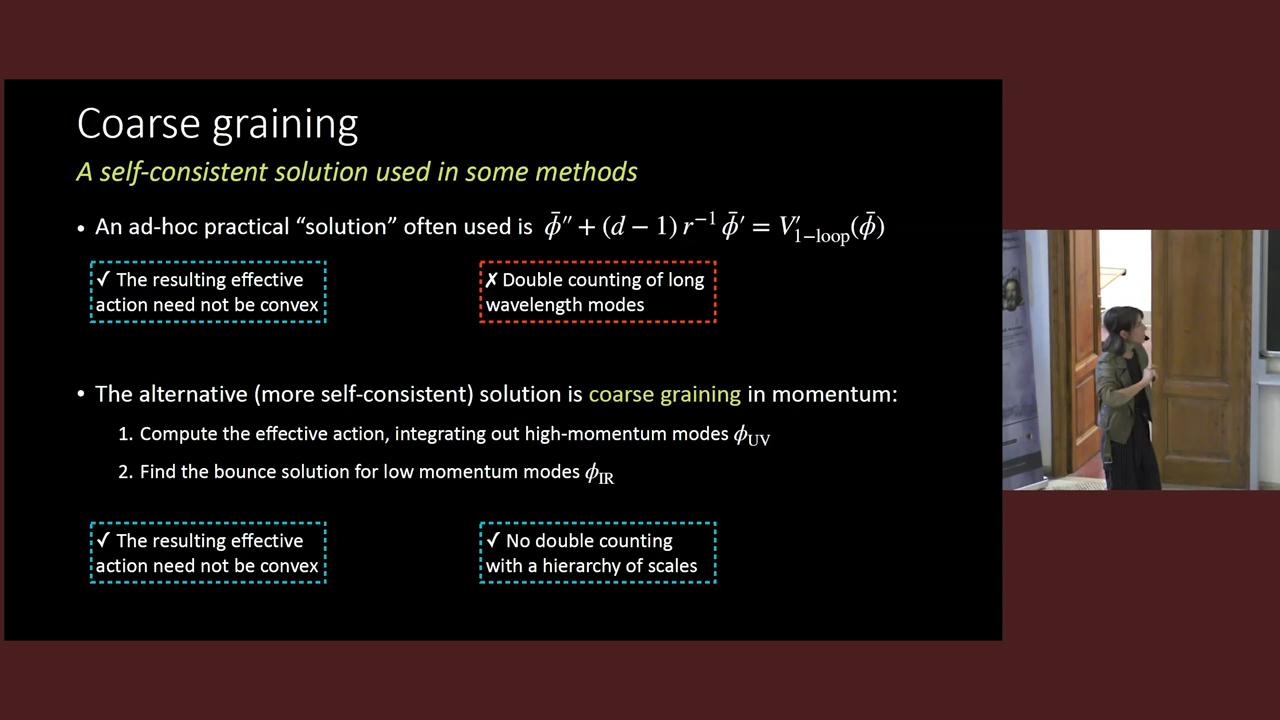 Coarse graining
A self-consistent solution used in some methods
• An ad-hoc practical “solution” often used is ϕ̄″ + (d − 1) r⁻¹ ϕ̄′ = V′₁₋loop(ϕ̄)
✓ The resulting effective
action need not be convex
✗ Double counting of long
wavelength modes
• The alternative (more self-consistent) solution is coarse graining in momentum:
1. Compute the effective action, integrating out high-momentum modes ϕ_UV
2. Find the bounce solution for low momentum modes ϕ_IR
✓ The resulting effective
action need not be convex
✓ No double counting
with a hierarchy of scales